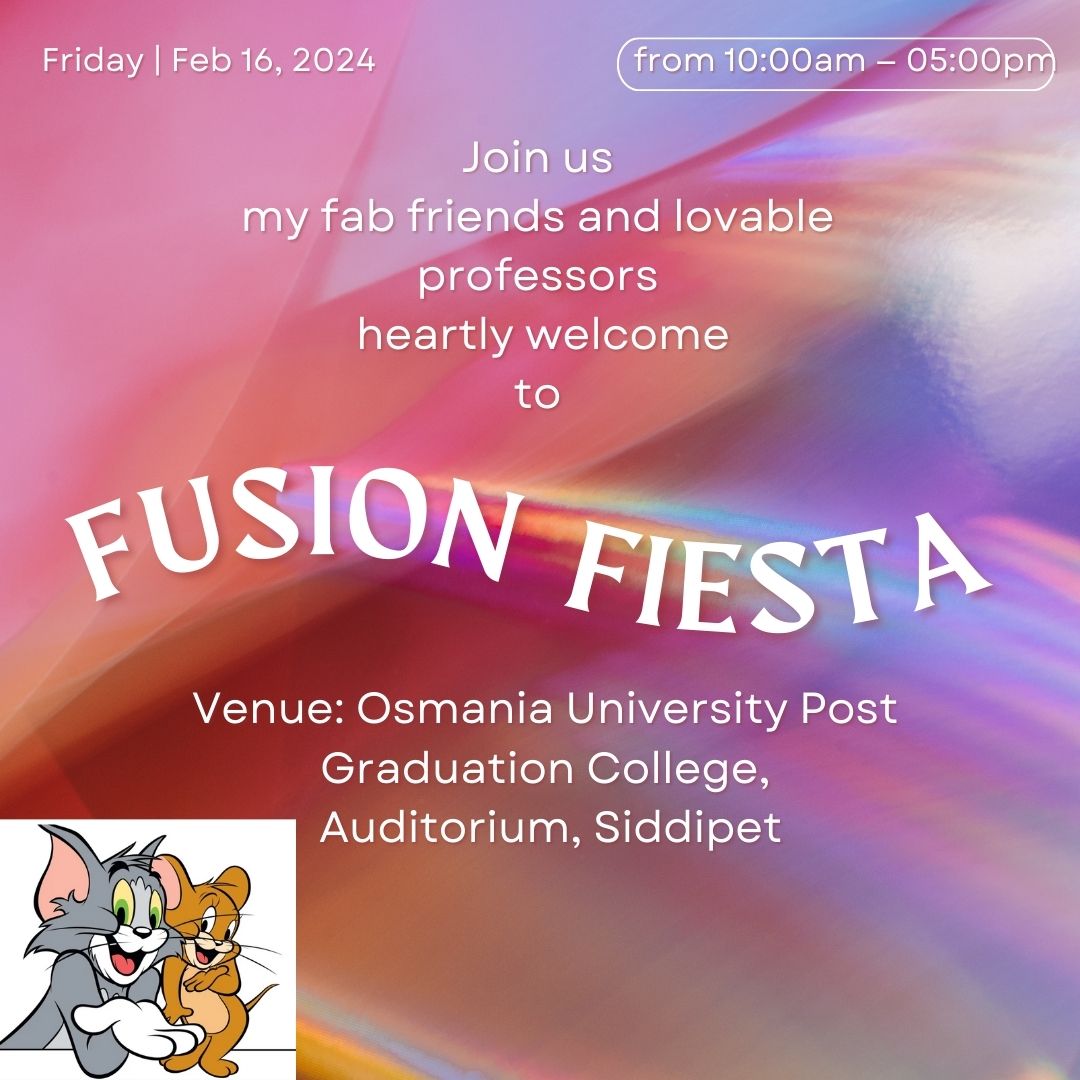 Friday | Feb 16, 2024
from 10:00am – 05:00pm
Join us
my fab friends and lovable
professors
heartly welcome
to
FUSION FIESTA
Venue: Osmania University Post
Graduation College,
Auditorium, Siddipet